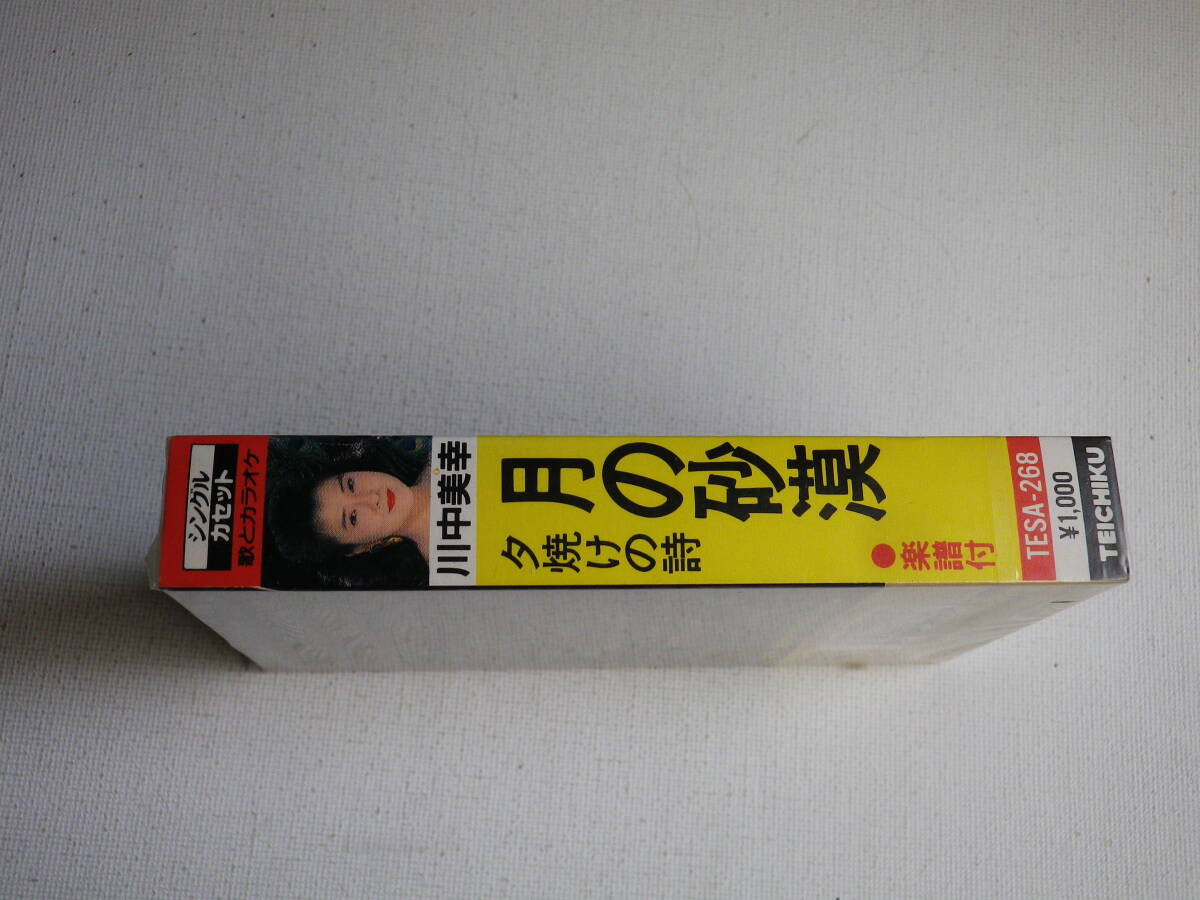 シングル
カセット
歌とカラオケ
川中美幸
月の砂漠
夕焼けの詩
●楽譜付
TESA-268
¥1,000
TEICHIKU